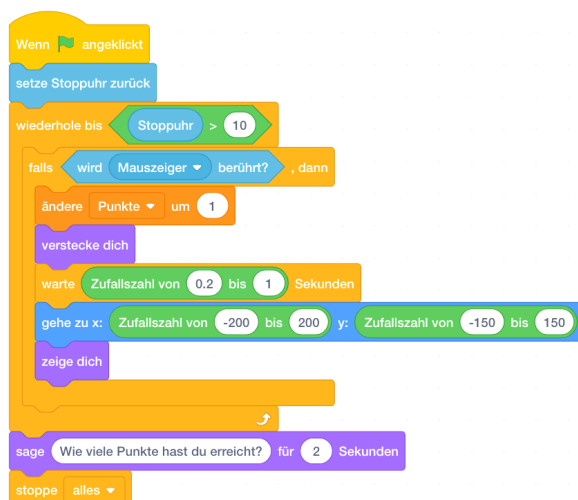 Wenn angeklickt
setze Stoppuhr zurück
wiederhole bis Stoppuhr > 10
falls wird Mauszeiger berührt? , dann
ändere Punkte um 1
verstecke dich
warte Zufallszahl von 0.2 bis 1 Sekunden
gehe zu x: Zufallszahl von -200 bis 200 y: Zufallszahl von -150 bis 150
zeige dich
sage Wie viele Punkte hast du erreicht? für 2 Sekunden
stoppe alles